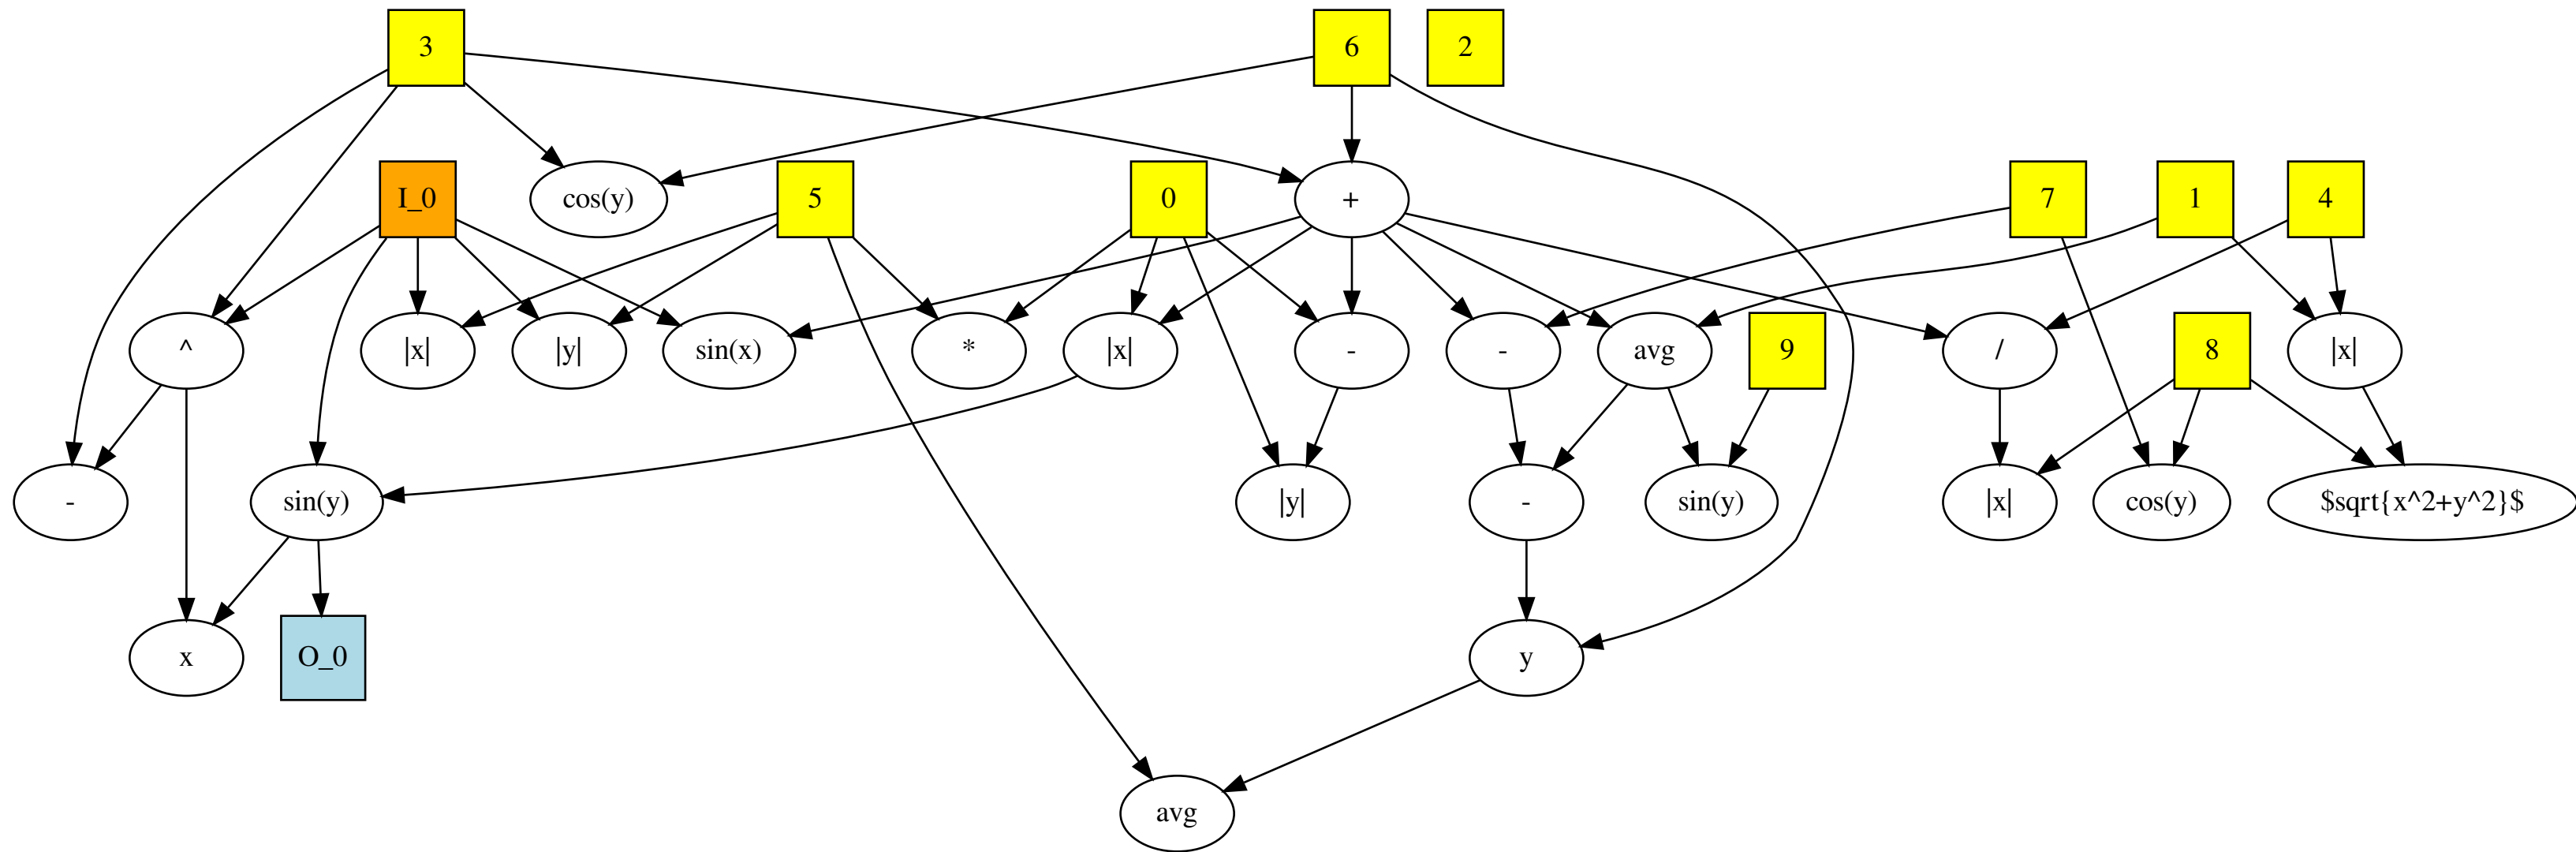 3
6
2
I_0
cos(y)
5
0
+
7
1
4
^
|x|
|y|
sin(x)
*
|x|
-
-
avg
9
/
8
|x|
-
sin(y)
|y|
-
sin(y)
|x|
cos(y)
$sqrt{x^2+y^2}$
x
O_0
y
avg